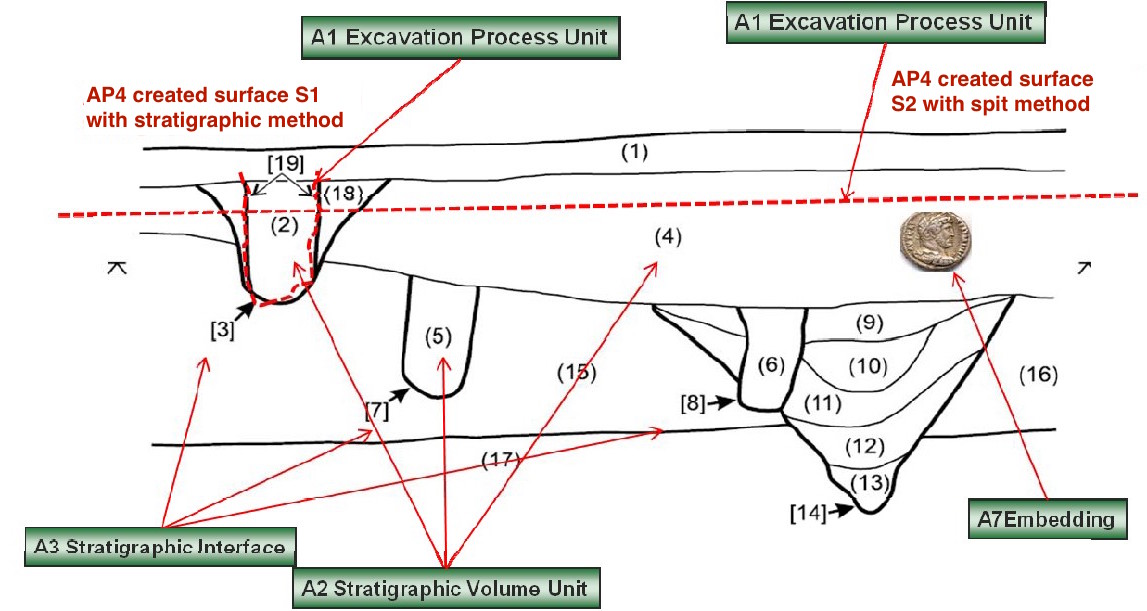 A1 Excavation Process Unit
A1 Excavation Process Unit
AP4 created surface S1
with stratigraphic method
AP4 created surface
S2 with spit method
(1)
[19]
(18)
(2)
(4)
[3]
(5)
(9)
(6)
(10)
(15)
(16)
[7]
[8]
(11)
(12)
(17)
(13)
[14]
A7Embedding
A3 Stratigraphic Interface
A2 Stratigraphic Volume Unit